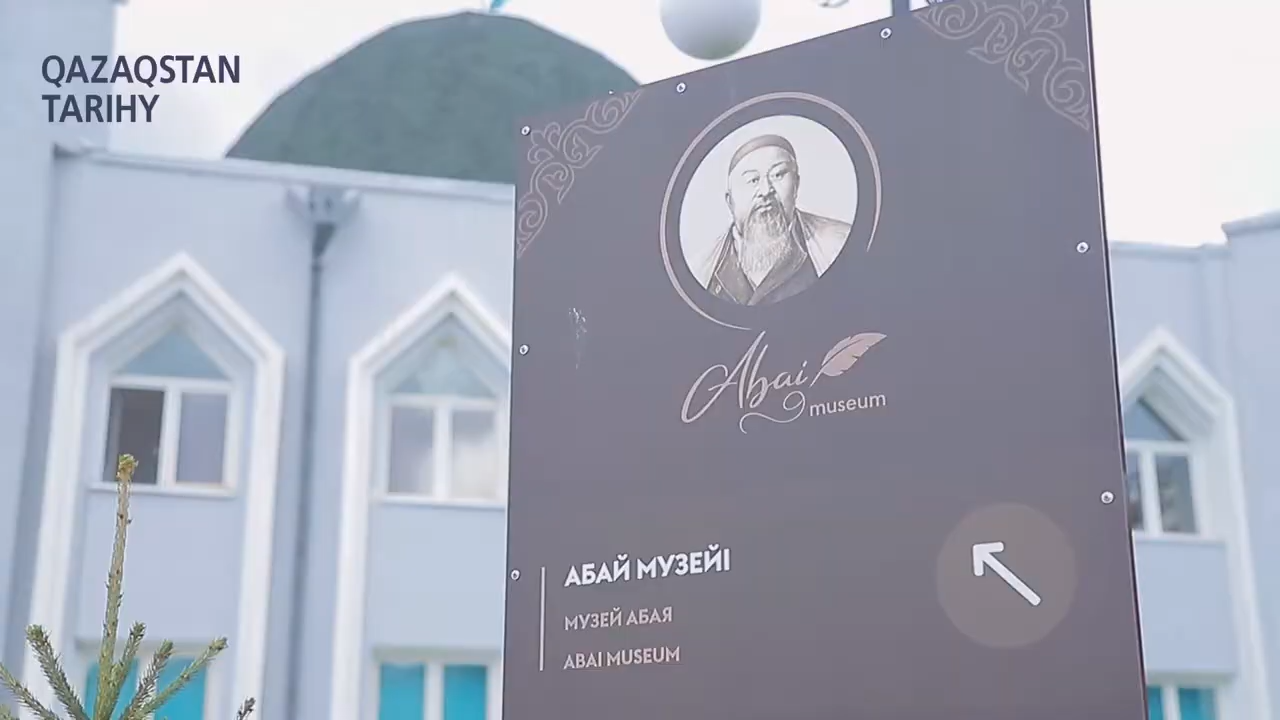 QAZAQSTAN
TARIHY
Abai
museum
АБАЙ МУЗЕЙІ
МУЗЕЙ АБАЯ
ABAI MUSEUM